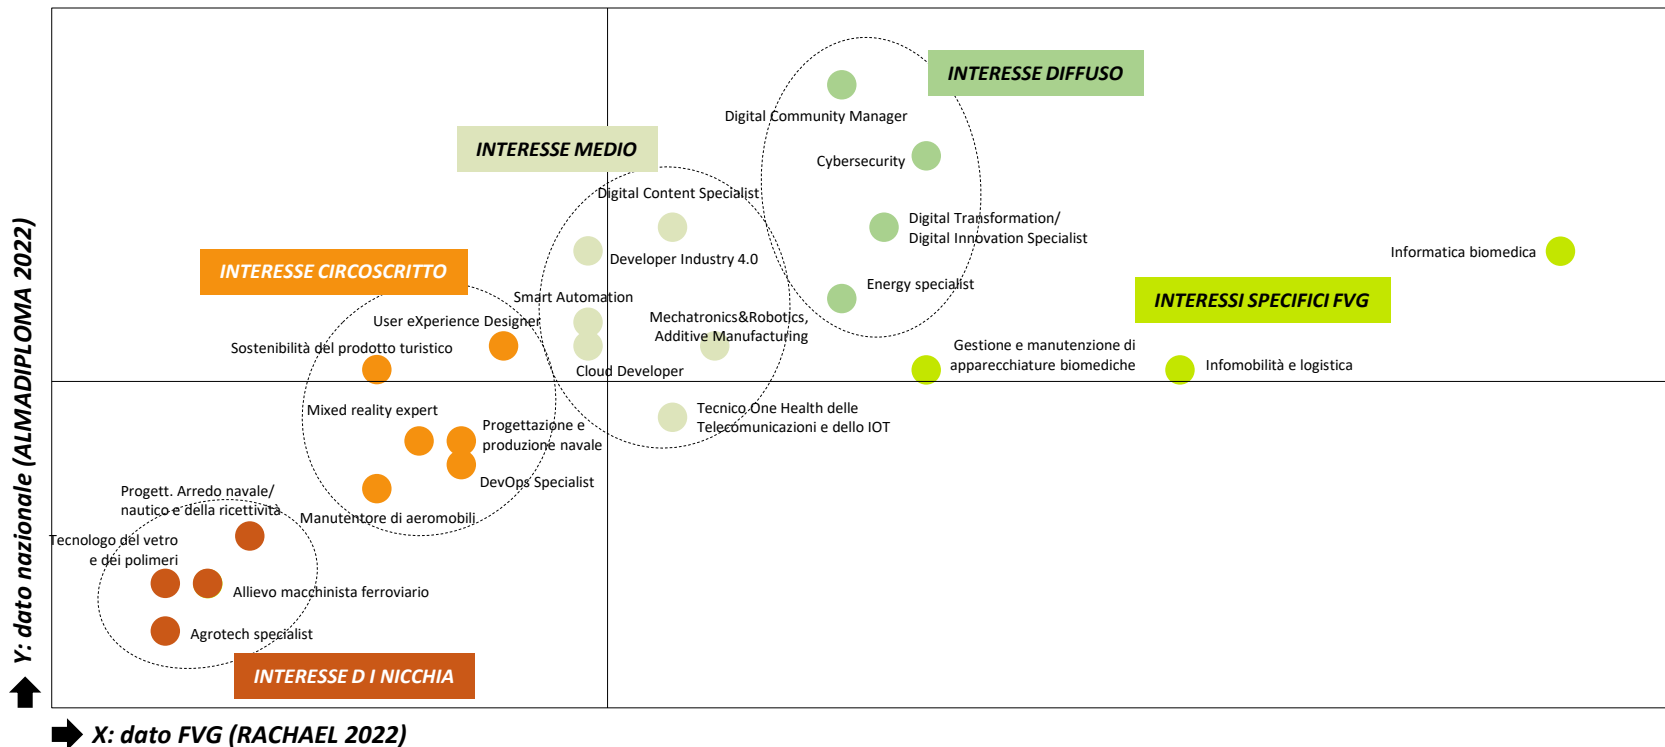 INTERESSE DIFFUSO
Digital Community Manager
INTERESSE MEDIO
Cybersecurity
Digital Content Specialist
Digital Transformation/
Digital Innovation Specialist
Developer Industry 4.0
Informatica biomedica
INTERESSE CIRCOSCRITTO
Energy specialist
INTERESSI SPECIFICI FVG
Smart Automation
User eXperience Designer
Mechatronics&Robotics,
Additive Manufacturing
Sostenibilità del prodotto turistico
Gestione e manutenzione di
apparecchiature biomediche
Infomobilità e logistica
Cloud Developer
Mixed reality expert
Tecnico One Health delle
Telecomunicazioni e dello IOT
Progettazione e
produzione navale
DevOps Specialist
Progett. Arredo navale/
nautico e della ricettività
Manutentore di aeromobili
Tecnologo del vetro
e dei polimeri
Allievo macchinista ferroviario
Agrotech specialist
INTERESSE D I NICCHIA
Y: dato nazionale (ALMADIPLOMA 2022)
X: dato FVG (RACHAEL 2022)